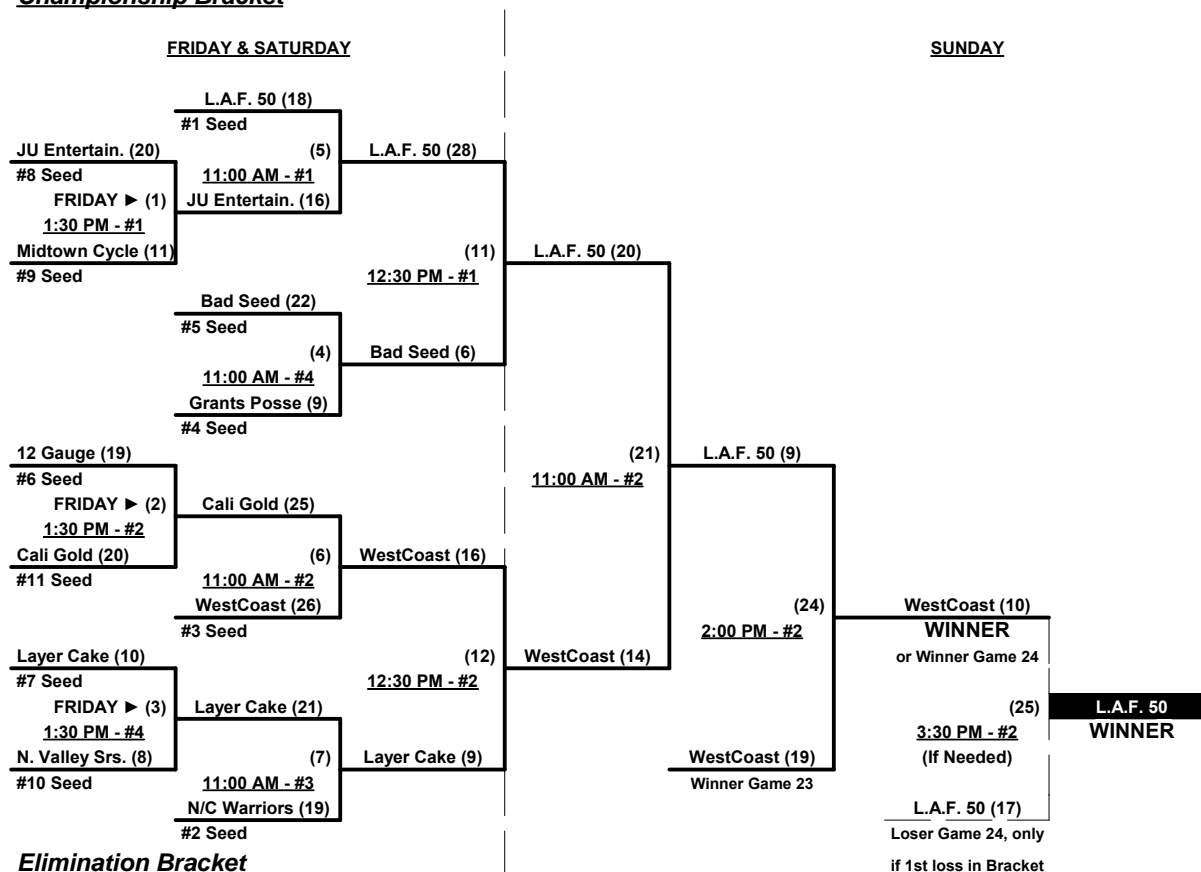 Championship Bracket
FRIDAY & SATURDAY
SUNDAY
L.A.F. 50 (18)
#1 Seed
JU Entertain. (20)
(5)
L.A.F. 50 (28)
#8 Seed
11:00 AM - #1
FRIDAY ► (1)
JU Entertain. (16)
1:30 PM - #1
Midtown Cycle (11)
(11)
L.A.F. 50 (20)
#9 Seed
12:30 PM - #1
Bad Seed (22)
#5 Seed
(4)
Bad Seed (6)
11:00 AM - #4
Grants Posse (9)
#4 Seed
12 Gauge (19)
(21)
L.A.F. 50 (9)
#6 Seed
11:00 AM - #2
FRIDAY ► (2)
Cali Gold (25)
1:30 PM - #2
Cali Gold (20)
(6)
WestCoast (16)
#11 Seed
11:00 AM - #2
WestCoast (26)
(24)
WestCoast (10)
#3 Seed
2:00 PM - #2
WINNER
Layer Cake (10)
(12)
WestCoast (14)
or Winner Game 24
#7 Seed
12:30 PM - #2
FRIDAY ► (3)
Layer Cake (21)
(25)
L.A.F. 50
1:30 PM - #4
3:30 PM - #2
WINNER
N. Valley Srs. (8)
(7)
Layer Cake (9)
WestCoast (19)
(If Needed)
#10 Seed
11:00 AM - #3
Winner Game 23
N/C Warriors (19)
L.A.F. 50 (17)
#2 Seed
Loser Game 24, only
Elimination Bracket
if 1st loss in Bracket